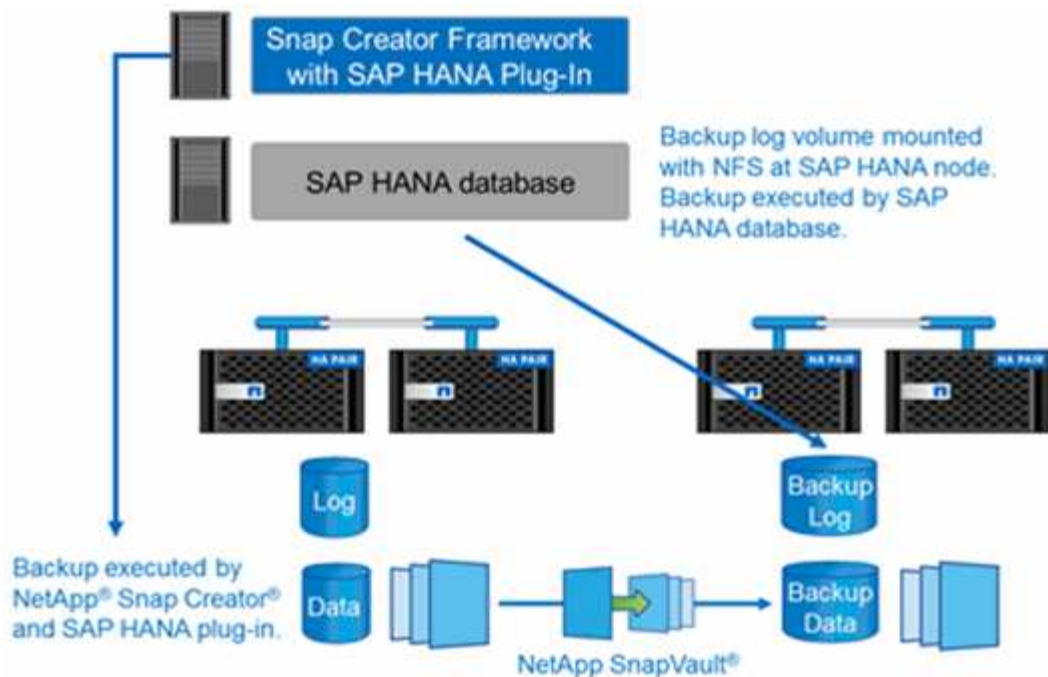 Snap Creator Framework
with SAP HANA Plug-In
SAP HANA database
Backup log volume mounted
with NFS at SAP HANA node.
Backup executed by SAP
HANA database.
HA PAIR
HA PAIR
HA PAIR
HA PAIR
Log
Backup
Log
Backup executed by
NetApp® Snap Creator®
and SAP HANA plug-in.
Data
Backup
Data
NetApp SnapVault®